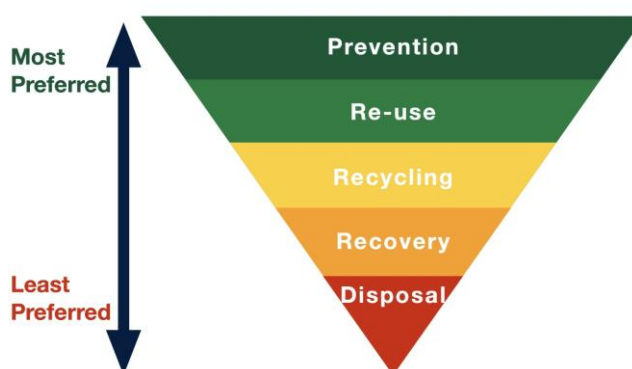 Prevention
Most
Preferred
Re-use
Recycling
Recovery
Least
Preferred
Disposal